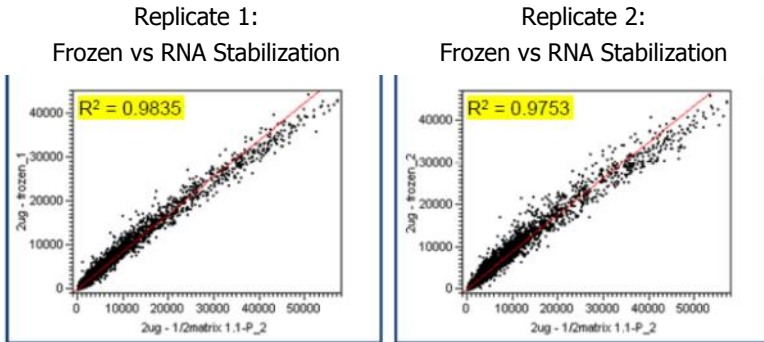 Replicate 1:
Frozen vs RNA Stabilization
R² = 0.9835
40000
30000
20000
10000
0
2ug - frozen_1
0 10000 20000 30000 40000 50000
2ug - 1/2matrix 1.1-P_2
Replicate 2:
Frozen vs RNA Stabilization
R² = 0.9753
40000
30000
20000
10000
0
2ug - frozen_2
0 10000 20000 30000 40000 50000
2ug - 1/2matrix 1.1-P_2